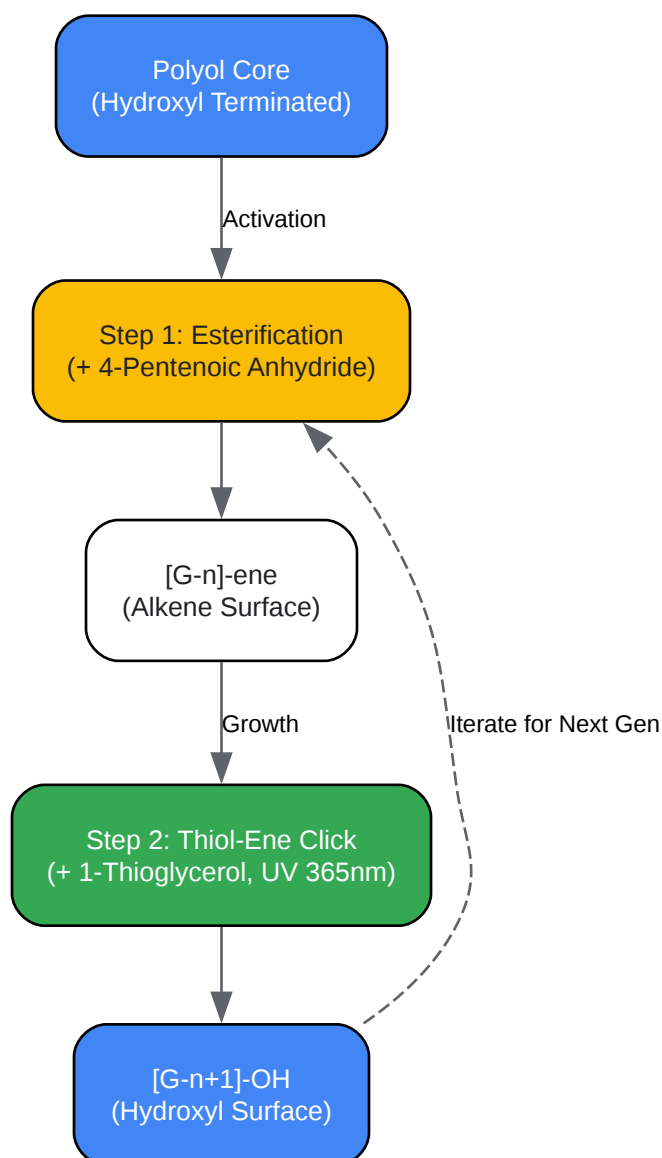 Polyol Core
(Hydroxyl Terminated)
Activation
Step 1: Esterification
(+ 4-Pentenoic Anhydride)
[G-n]-ene
(Alkene Surface)
Growth
Iterate for Next Gen
Step 2: Thiol-Ene Click
(+ 1-Thioglycerol, UV 365nm)
[G-n+1]-OH
(Hydroxyl Surface)